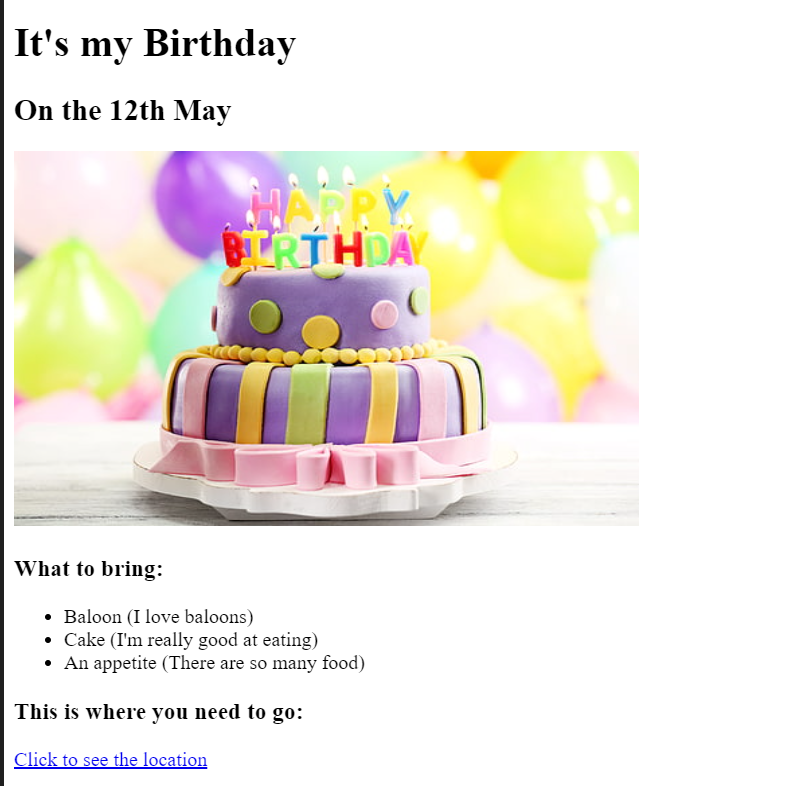 It's my Birthday
On the 12th May
HAPPY
BIRTHDAY
What to bring:
Baloon (I love baloons)
Cake (I'm really good at eating)
An appetite (There are so many food)
This is where you need to go:
Click to see the location